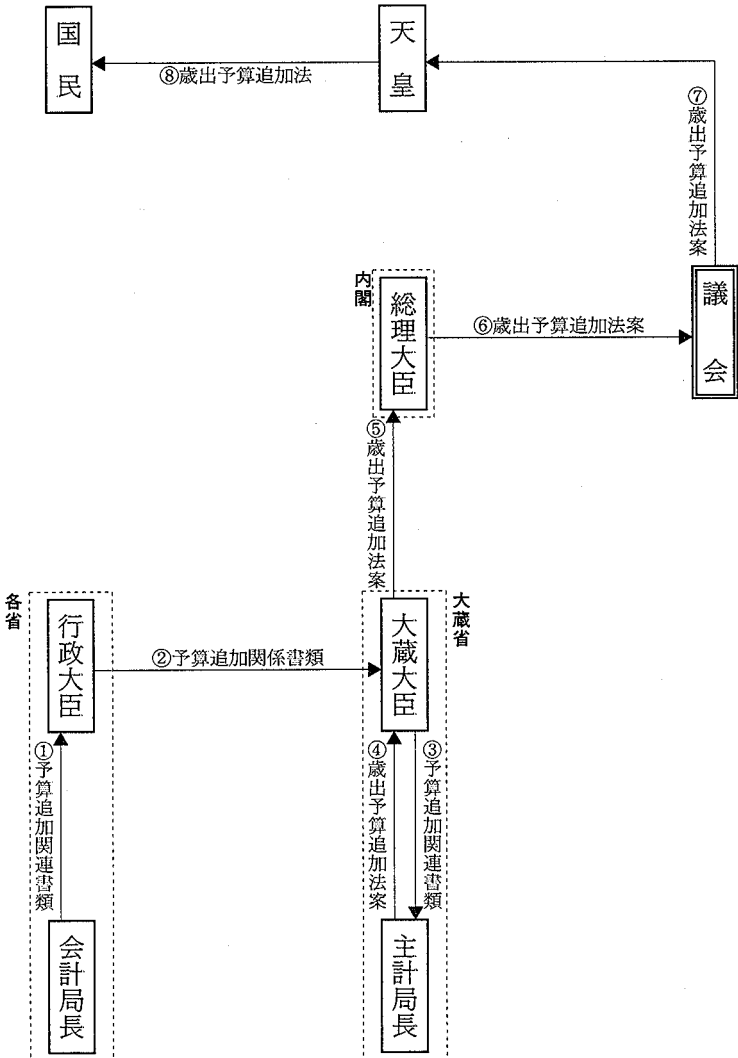 国民
天皇
⑧歳出予算追加法
⑦歳出予算追加法案
議会
内閣
総理大臣
⑥歳出予算追加法案
⑤歳出予算追加法案
各省
行政大臣
②予算追加関係書類
大蔵省
大蔵大臣
①予算追加関連書類
④歳出予算追加法案
③予算追加関連書類
会計局長
主計局長